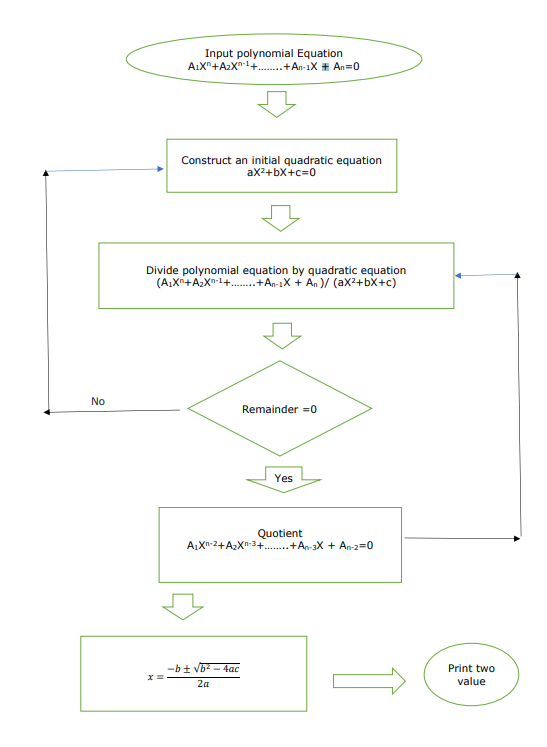 Input polynomial Equation
A₁Xⁿ+A₂Xⁿ⁻¹+........+Aₙ₋₁X + Aₙ=0
Construct an initial quadratic equation
aX²+bX+c=0
Divide polynomial equation by quadratic equation
(A₁Xⁿ+A₂Xⁿ⁻¹+........+Aₙ₋₁X + Aₙ )/ (aX²+bX+c)
Remainder =0
No
Yes
Quotient
A₁Xⁿ⁻²+A₂Xⁿ⁻³+........+Aₙ₋₃X + Aₙ₋₂=0
x = (−b ± √(b² − 4ac)) / 2a
Print two
value